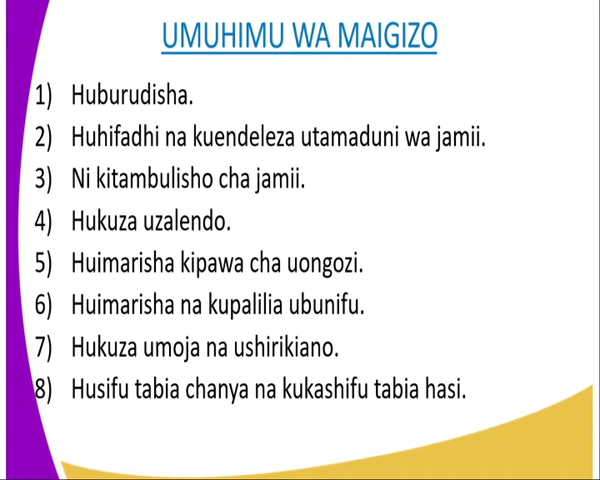 UMUHIMU WA MAIGIZO
1) Huburudisha.
2) Huhifadhi na kuendeleza utamaduni wa jamii.
3) Ni kitambulisho cha jamii.
4) Hukuza uzalendo.
5) Huimarisha kipawa cha uongozi.
6) Huimarisha na kupalilia ubunifu.
7) Hukuza umoja na ushirikiano.
8) Husifu tabia chanya na kukashifu tabia hasi.